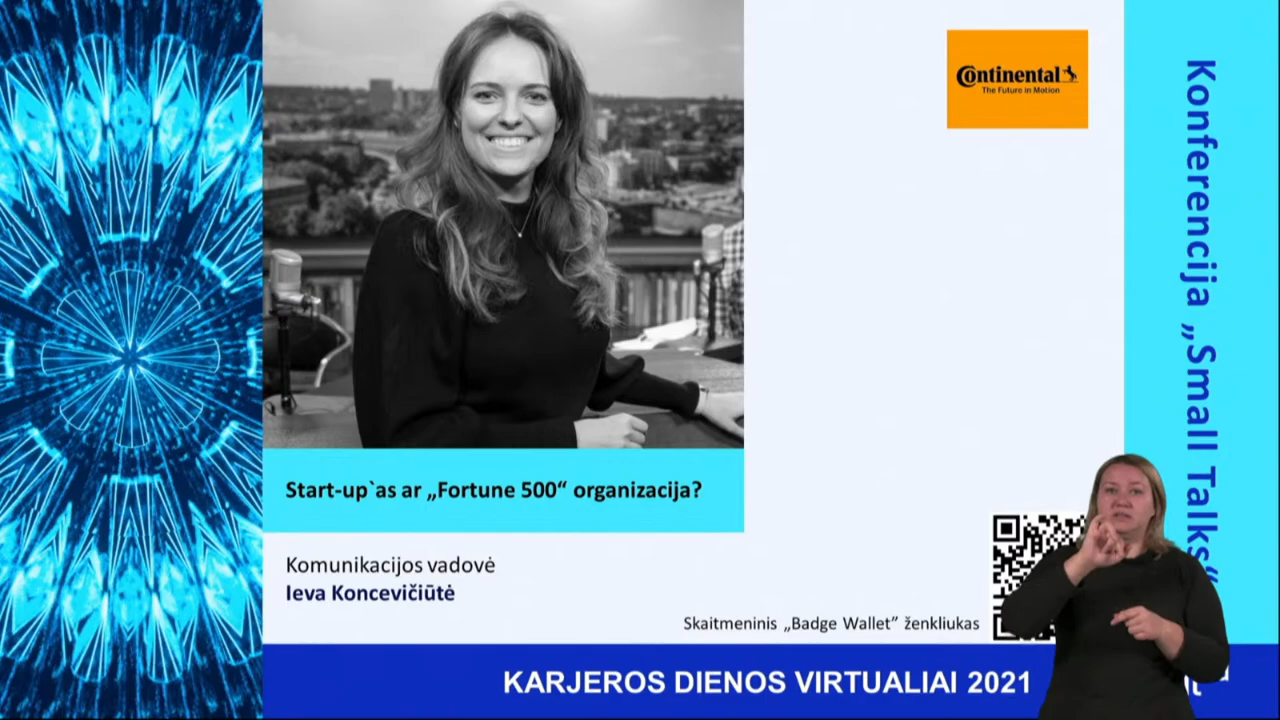 Continental
The Future in Motion
Konferencija „Small Talks“
Start-up`as ar „Fortune 500“ organizacija?
Komunikacijos vadovė
Ieva Koncevičiūtė
Skaitmeninis „Badge Wallet” ženkliukas
KARJEROS DIENOS VIRTUALIAI 2021